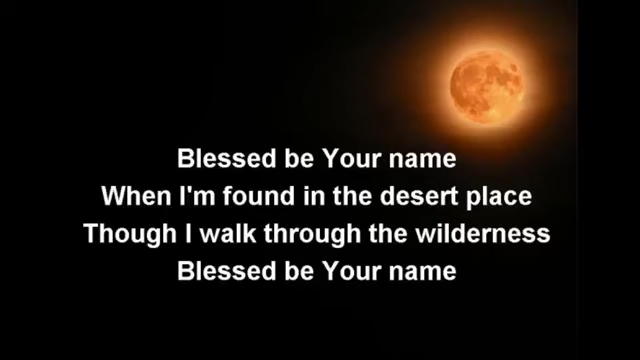 Blessed be Your name
When I'm found in the desert place
Though I walk through the wilderness
Blessed be Your name